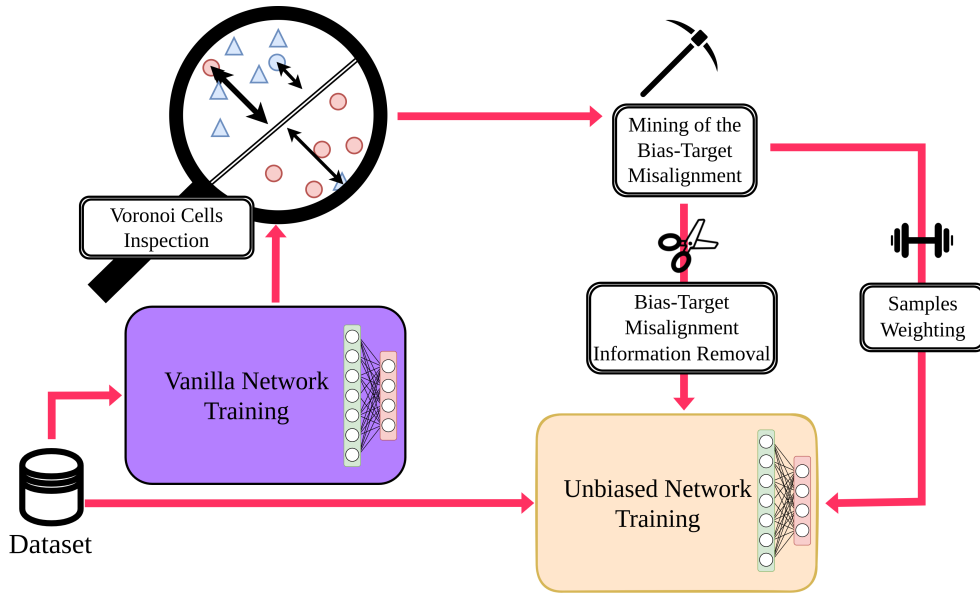 Mining of the
Bias-Target
Misalignment
Voronoi Cells
Inspection
Bias-Target
Misalignment
Information Removal
Samples
Weighting
Vanilla Network
Training
Unbiased Network
Training
Dataset